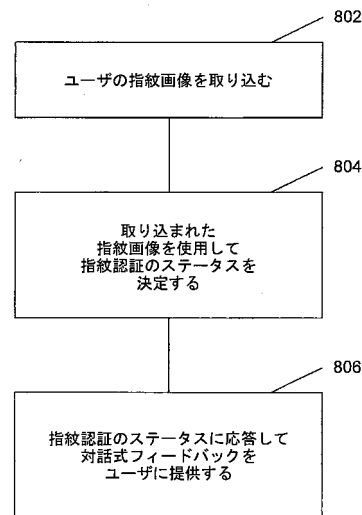 802
ユーザの指紋画像を取り込む
804
取り込まれた
指紋画像を使用して
指紋認証のステータスを
決定する
806
指紋認証のステータスに応答して
対話式フィードバックを
ユーザに提供する